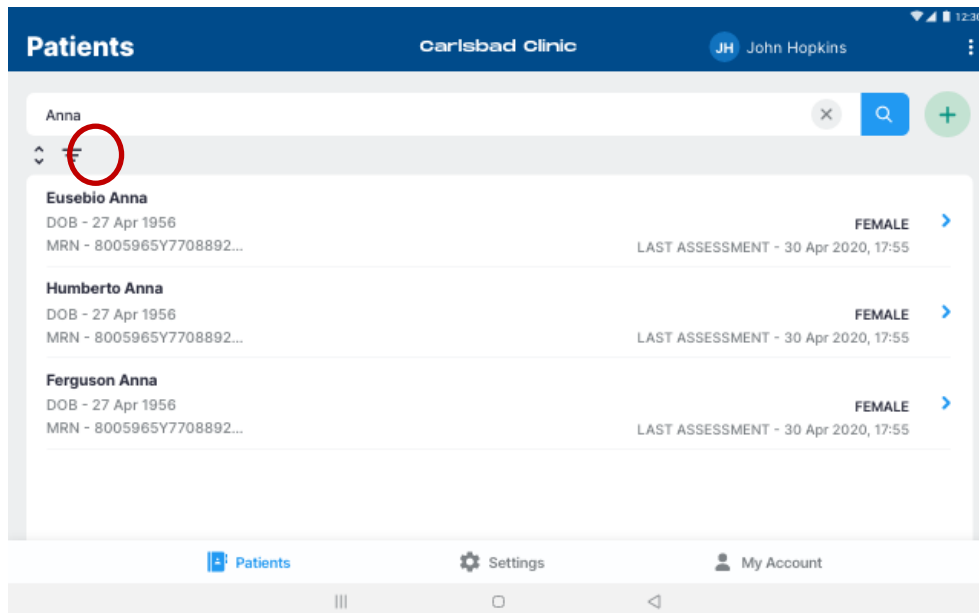 12:30
Patients
Carlsbad Clinic
JH John Hopkins
Anna
Eusebio Anna
DOB - 27 Apr 1956
FEMALE
MRN - 8005965Y7708892...
LAST ASSESSMENT - 30 Apr 2020, 17:55
Humberto Anna
DOB - 27 Apr 1956
FEMALE
MRN - 8005965Y7708892...
LAST ASSESSMENT - 30 Apr 2020, 17:55
Ferguson Anna
DOB - 27 Apr 1956
FEMALE
MRN - 8005965Y7708892...
LAST ASSESSMENT - 30 Apr 2020, 17:55
Patients
Settings
My Account